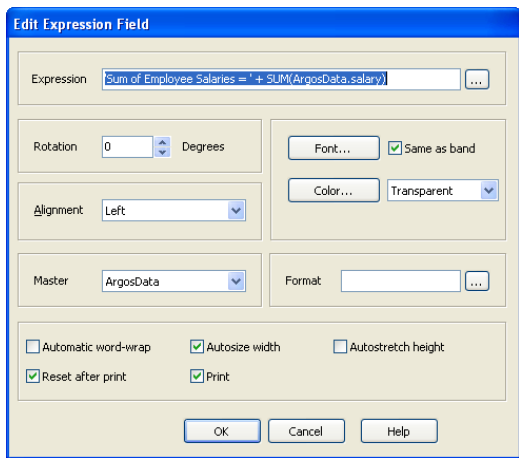 Edit Expression Field
Expression 'Sum of Employee Salaries = ' + SUM(ArgosData.salary) ...
Rotation 0 Degrees
Font... Same as band
Color... Transparent
Alignment Left
Master ArgosData
Format ...
Automatic word-wrap Autosize width Autostretch height
Reset after print Print
OK Cancel Help